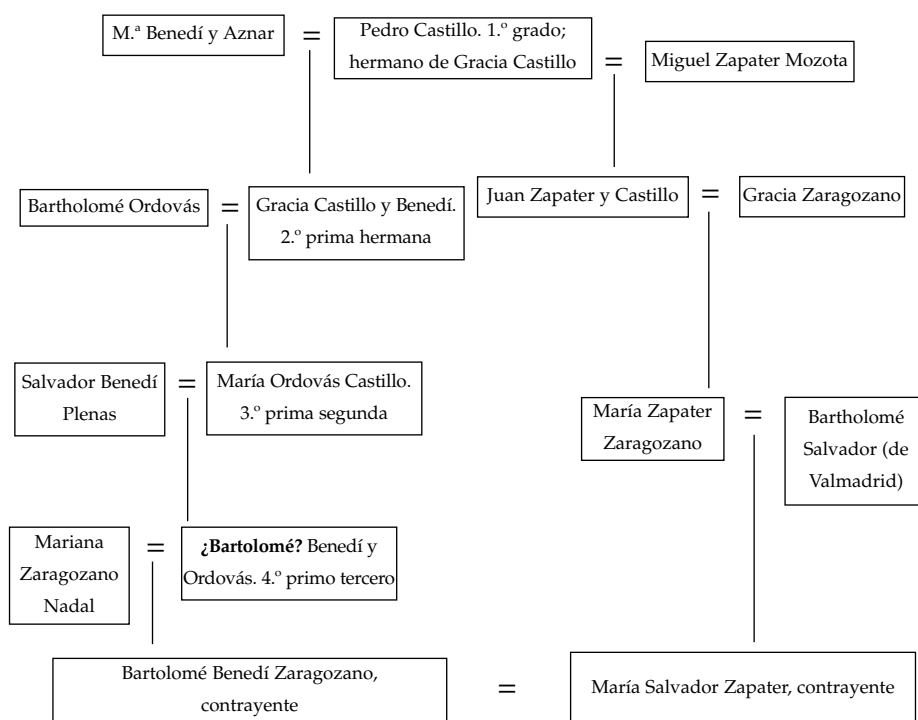 M.ª Benedí y Aznar
=
Pedro Castillo. 1.º grado;
hermano de Gracia Castillo
=
Miguel Zapater Mozota
Bartholomé Ordovás
=
Gracia Castillo y Benedí.
2.º prima hermana
Juan Zapater y Castillo
=
Gracia Zaragozano
Salvador Benedí
Plenas
=
María Ordovás Castillo.
3.º prima segunda
María Zapater
Zaragozano
=
Bartholomé
Salvador (de
Valmadrid)
Mariana
Zaragozano
Nadal
=
¿Bartolomé? Benedí y
Ordovás. 4.º primo tercero
Bartolomé Benedí Zaragozano,
contrayente
=
María Salvador Zapater, contrayente